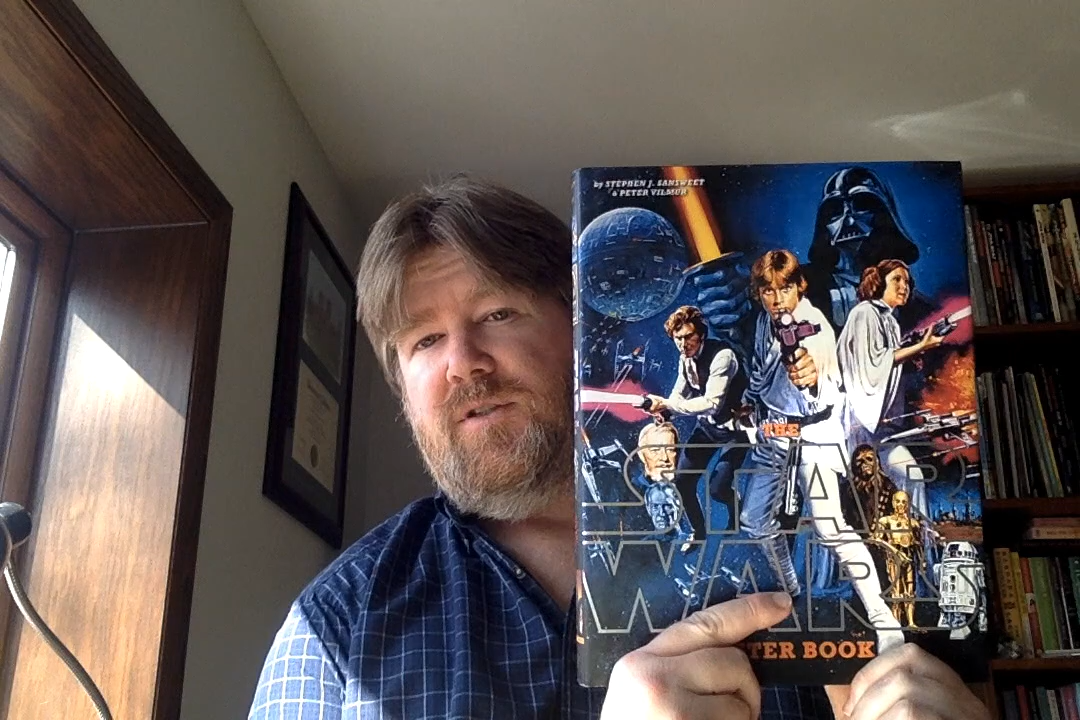 by STEPHEN J. SANSWEET
& PETER VILMUR
THE
STAR
WARS
TER BOOK